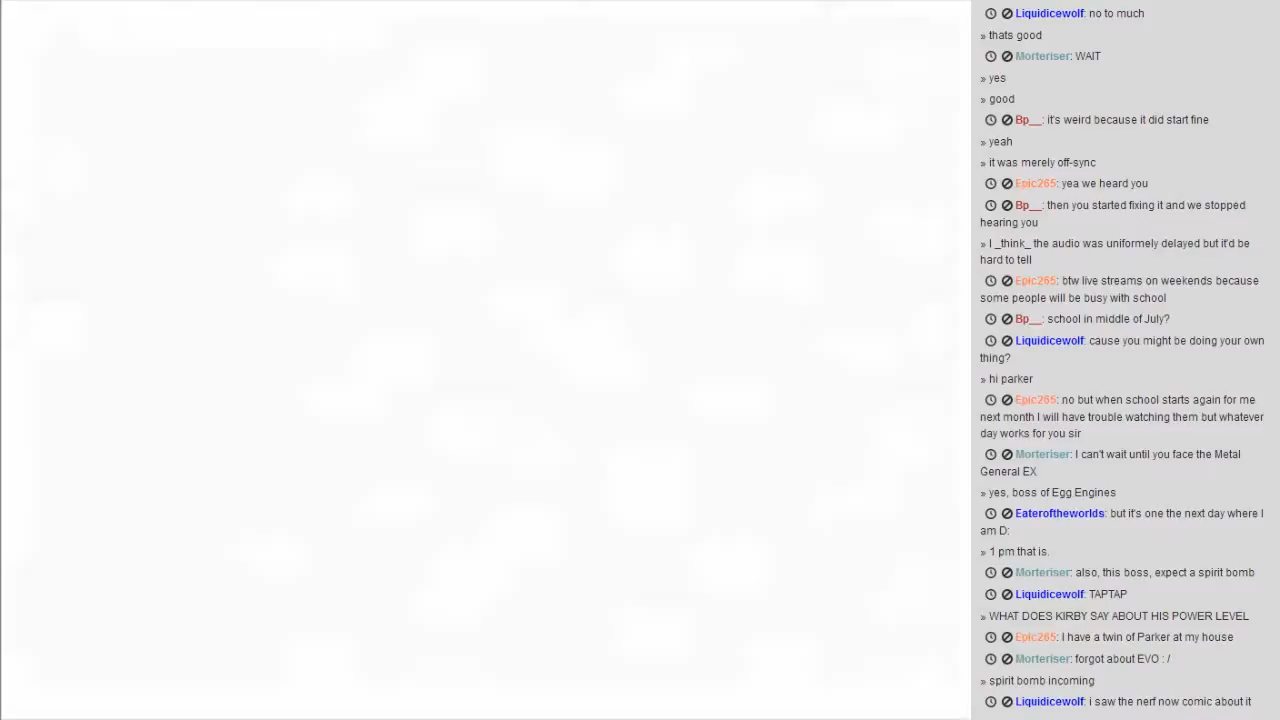 Liquidicewolf: no to much
» thats good
Morteriser: WAIT
» yes
» good
Bp__: it's weird because it did start fine
» yeah
» it was merely off-sync
Epic265: yea we heard you
Bp__: then you started fixing it and we stopped
hearing you
» I _think_ the audio was uniformely delayed but it'd be
hard to tell
Epic265: btw live streams on weekends because
some people will be busy with school
Bp__: school in middle of July?
Liquidicewolf: cause you might be doing your own
thing?
» hi parker
Epic265: no but when school starts again for me
next month I will have trouble watching them but whatever
day works for you sir
Morteriser: I can't wait until you face the Metal
General EX
» yes, boss of Egg Engines
Eateroftheworlds: but it's one the next day where I
am D:
» 1 pm that is.
Morteriser: also, this boss, expect a spirit bomb
Liquidicewolf: TAPTAP
» WHAT DOES KIRBY SAY ABOUT HIS POWER LEVEL
Epic265: I have a twin of Parker at my house
Morteriser: forgot about EVO : /
» spirit bomb incoming
Liquidicewolf: i saw the nerf now comic about it